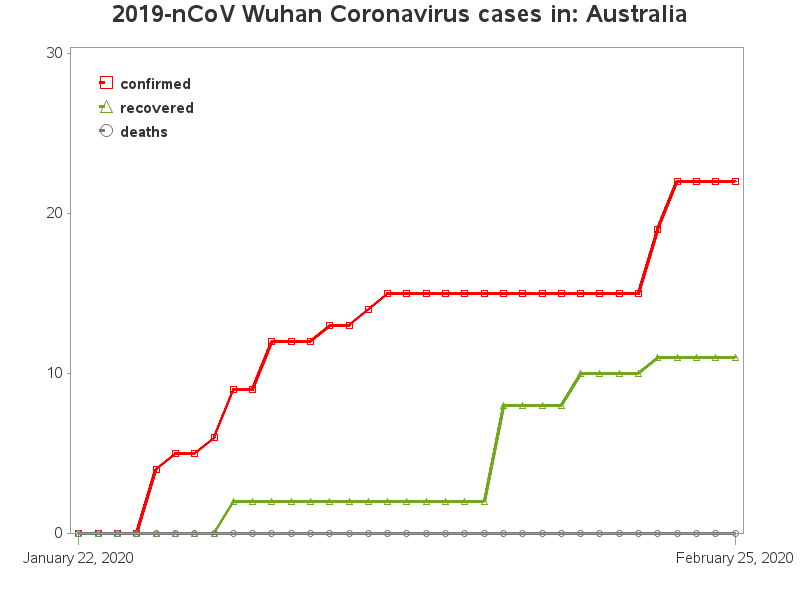 2019-nCoV Wuhan Coronavirus cases in: Australia
30
confirmed
recovered
deaths
20
10
0
January 22, 2020
February 25, 2020